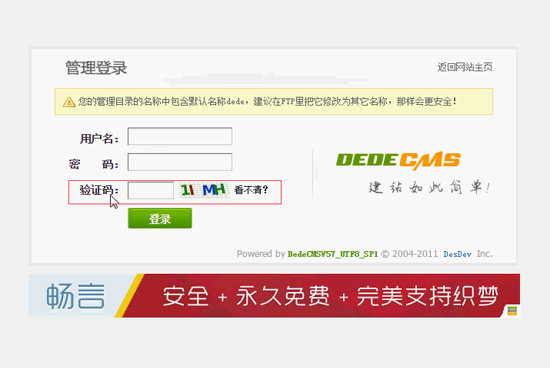 管理登录
返回网站主页
您的管理目录的名称中包含默认名称dede，建议在FTP里把它修改为其它名称，那样会更安全！
用户名：
密 码：
验证码： 1I MH 看不清？
登录
DEDECMS
建站如此简单！
Powered by DedeCMSV57_UTF8_SP1 © 2004-2011 DesDev Inc.
畅言 安全 + 永久免费 + 完美支持织梦